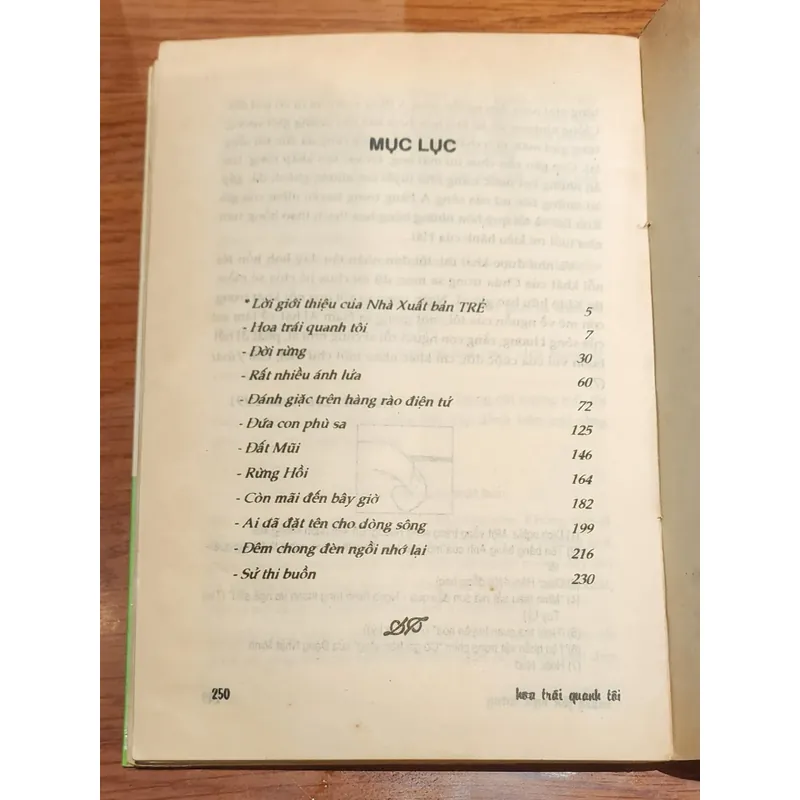 MỤC LỤC
* Lời giới thiệu của Nhà Xuất bản TRẺ 5
- Hoa trái quanh tôi 7
- Đời rừng 30
- Rất nhiều ánh lửa 60
- Đánh giặc trên hàng rào điện tử 72
- Đứa con phù sa 125
- Đất Mũi 146
- Rừng Hồi 164
- Còn mãi đến bây giờ 182
- Ai đã đặt tên cho dòng sông 199
- Đêm chong đèn ngồi nhớ lại 216
- Sử thi buồn 230
250 hoa trái quanh tôi